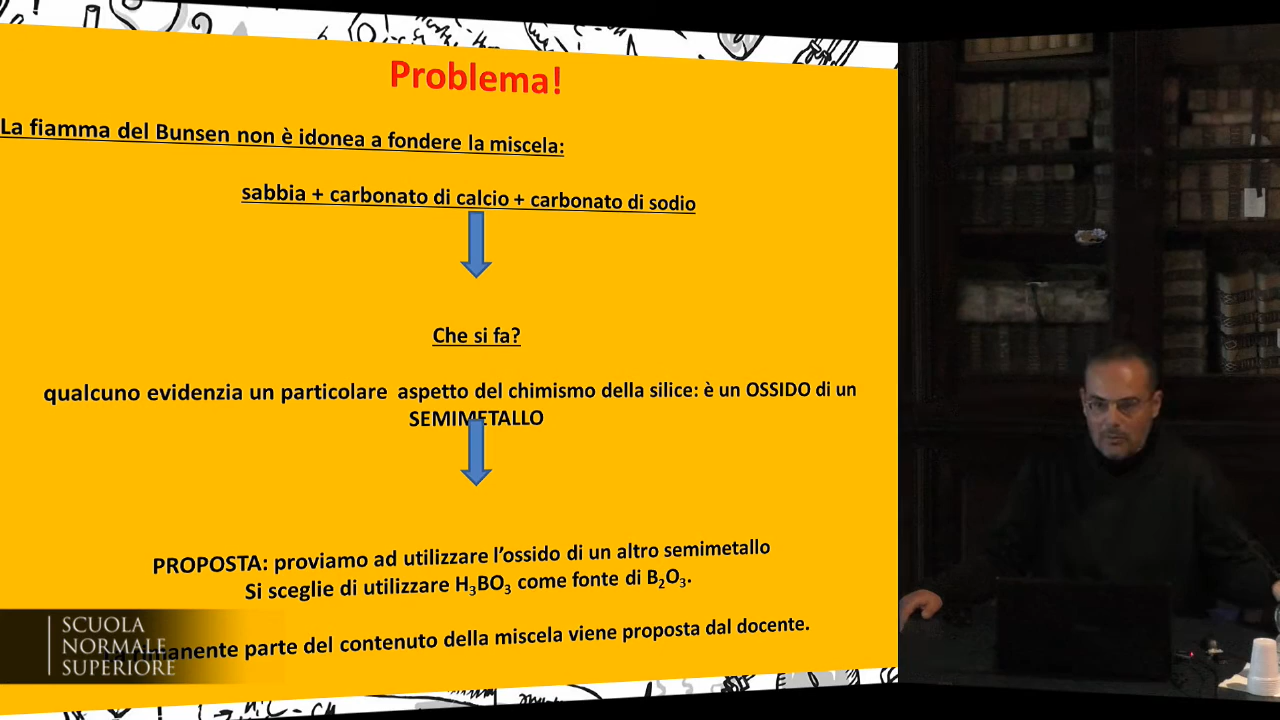 Problema!
La fiamma del Bunsen non è idonea a fondere la miscela:
sabbia + carbonato di calcio + carbonato di sodio
Che si fa?
qualcuno evidenzia un particolare aspetto del chimismo della silice: è un OSSIDO di un
SEMIMETALLO
PROPOSTA: proviamo ad utilizzare l'ossido di un altro semimetallo
Si sceglie di utilizzare H₃BO₃ come fonte di B₂O₃.
parte del contenuto della miscela viene proposta dal docente.
SCUOLA
NORMALE
SUPERIORE